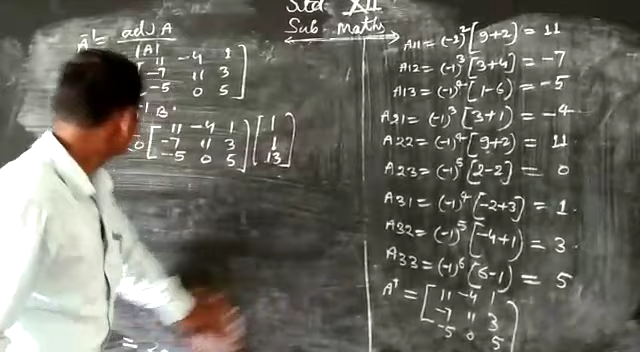 Std XII
Sub. Maths
A⁻¹ = adj A
|A|
11 -4 1
-7 11 3
-5 0 5
⁻¹ B
11 -4 1 1
-7 11 3 1
-5 0 5 13
=
A11 = (-1)² [9+2] = 11
A12 = (-1)³ [3+4] = -7
A13 = (-1)⁴ [1-6] = -5
A21 = (-1)³ [3+1] = -4
A22 = (-1)⁴ [9+2] = 11
A23 = (-1)⁵ [2-2] = 0
A31 = (-1)⁴ [-2+3] = 1
A32 = (-1)⁵ [-4+1] = 3
A33 = (-1)⁶ [6-1] = 5
11 -4 1
-7 11 3
-5 0 5